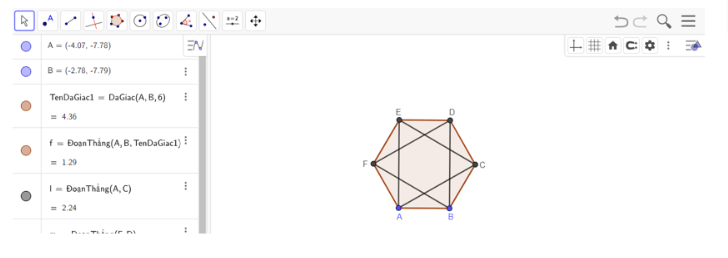 A
a=2
A = (-4.07, -7.78)
B = (-2.78, -7.79)
TenDaGiac1 = DaGiac(A, B, 6)
= 4.36
f = ĐoạnThẳng(A, B, TenDaGiac1)
= 1.29
l = ĐoạnThẳng(A, C)
= 2.24
E
D
F
C
A
B